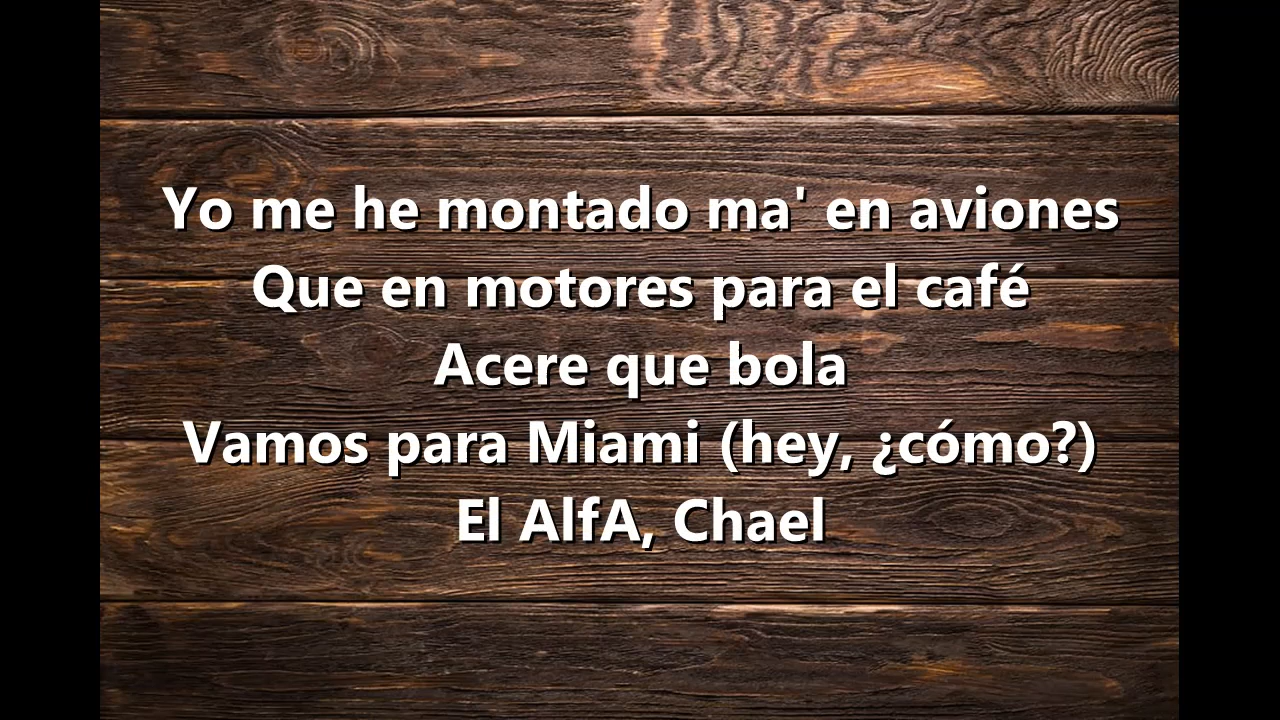 Yo me he montado ma' en aviones
Que en motores para el café
Acere que bola
Vamos para Miami (hey, ¿cómo?)
El AlfA, Chael